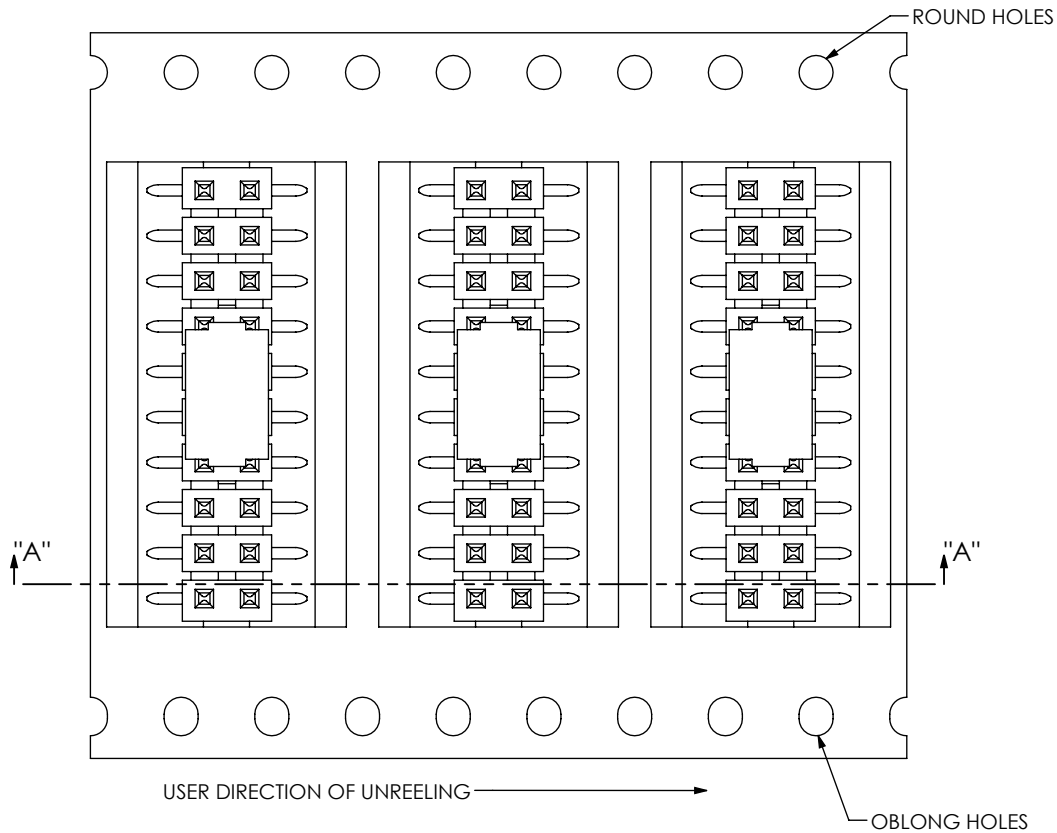 ROUND HOLES
"A"
"A"
USER DIRECTION OF UNREELING
OBLONG HOLES